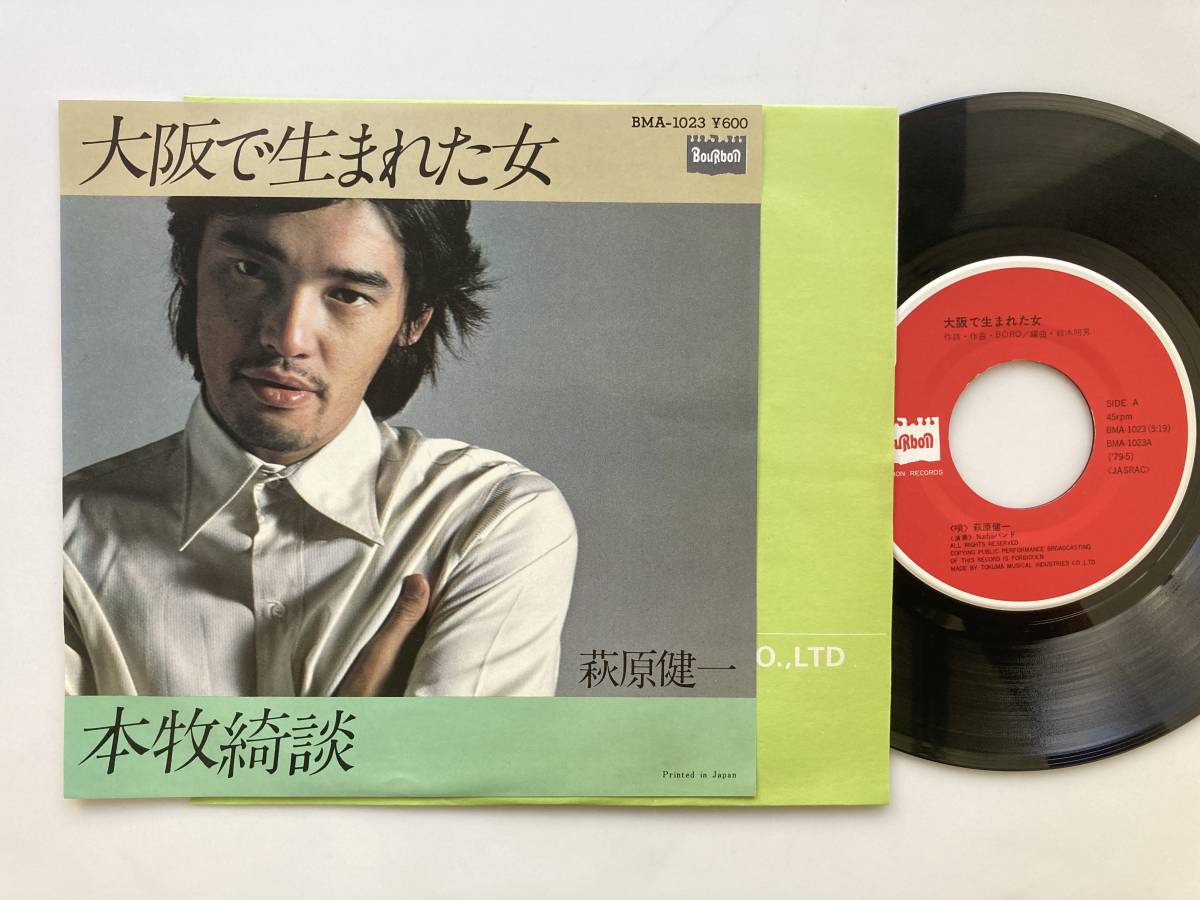 大阪で生まれた女
BMA-1023 ¥600
BouRboN
萩原健一
本牧綺談
Printed in Japan
O.,LTD
大阪で生まれた女
作詩・作曲・BORO/編曲・鈴木明男
SIDE A
45rpm
BMA-1023 (5:19)
BMA-1023A
('79-5)
〈JASRAC〉
ouRboN
ON RECORDS
〈唄〉萩原健一
〈演奏〉Nadjaバンド
ALL RIGHTS RESERVED.
COPYING PUBLIC PERFORMANCE BROADCASTING
OF THIS RECORD IS FORBIDDEN
MADE BY TOKUMA MUSICAL INDUSTRIES CO.,LTD.